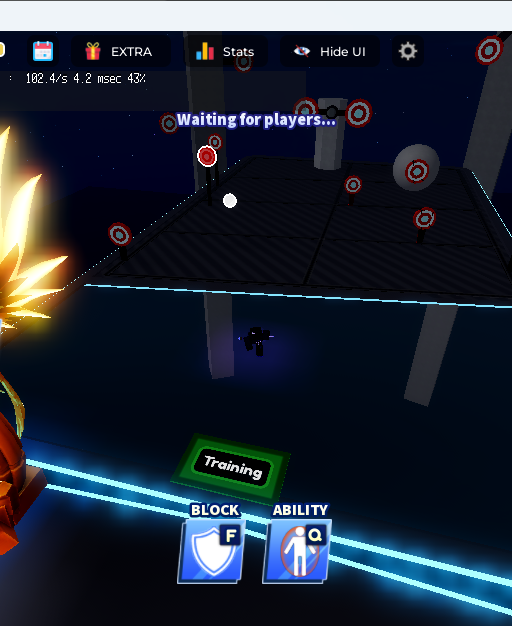 EXTRA
Stats
Hide UI
: 102.4/s 4.2 msec 43%
Waiting for players...
Training
BLOCK
ABILITY
F
Q